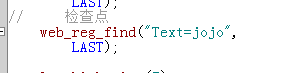 LAST);
// 检查点
web_reg_find("Text=jojo",
LAST);